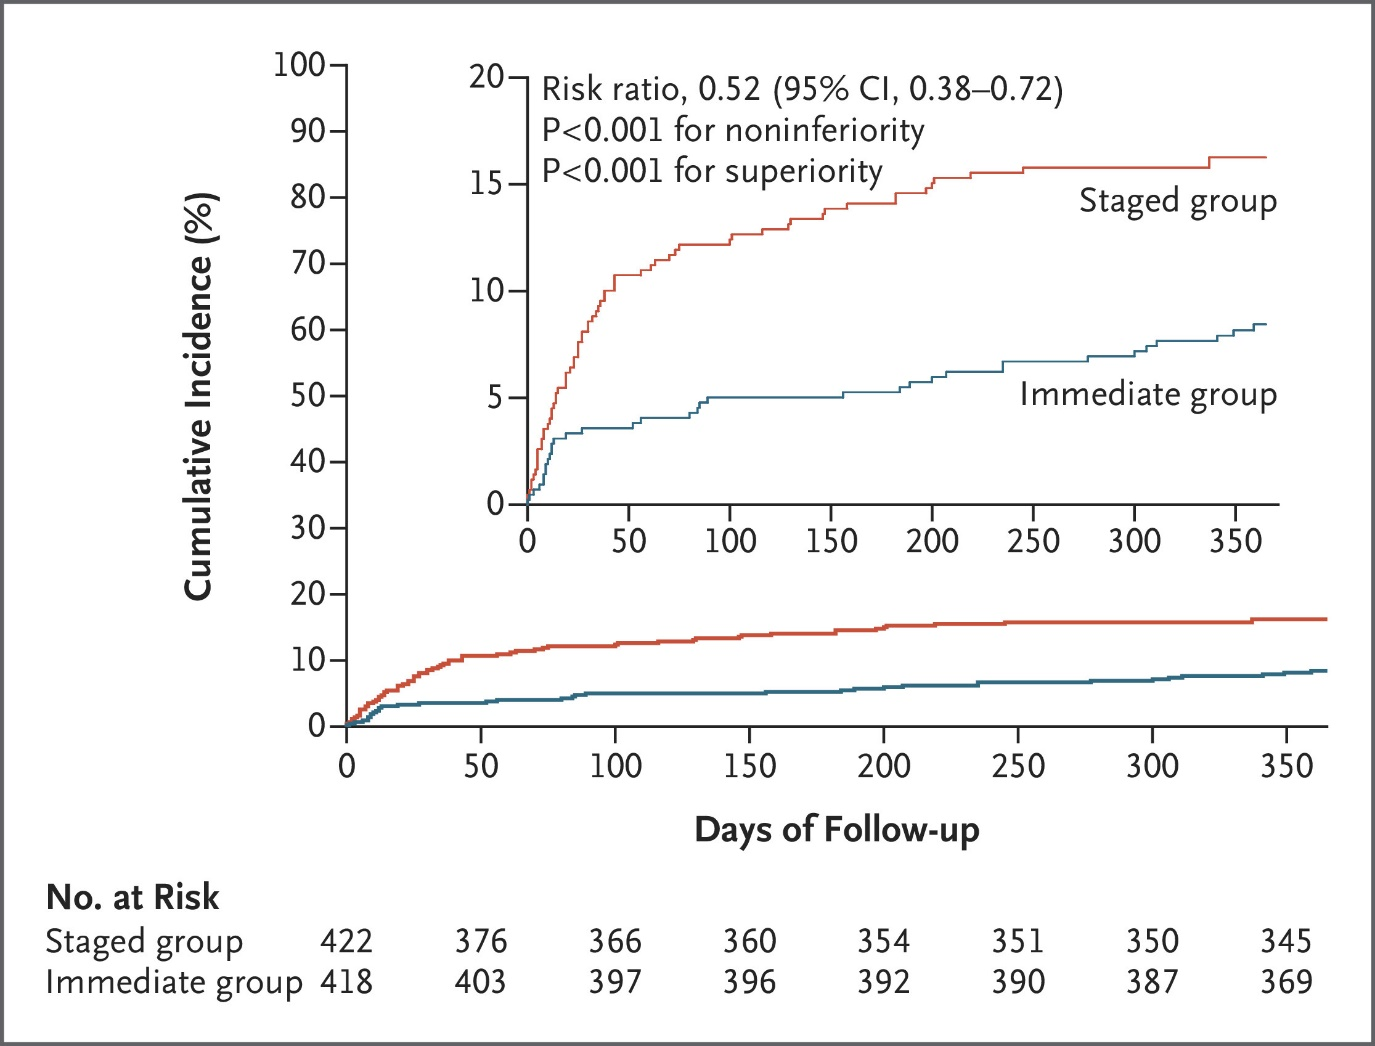 100
90
80
70
60
50
40
30
20
10
0
Cumulative Incidence (%)
20
15
10
5
0
Risk ratio, 0.52 (95% CI, 0.38–0.72)
P<0.001 for noninferiority
P<0.001 for superiority
Staged group
Immediate group
0 50 100 150 200 250 300 350
0 50 100 150 200 250 300 350
Days of Follow-up
No. at Risk
Staged group 422 376 366 360 354 351 350 345
Immediate group 418 403 397 396 392 390 387 369